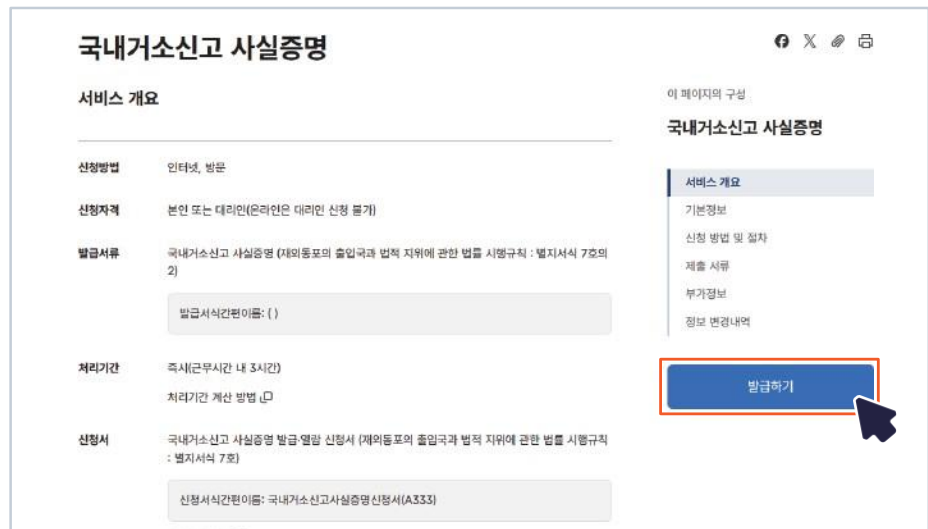 국내거소신고 사실증명
서비스 개요
신청방법 인터넷, 방문
신청자격 본인 또는 대리인(온라인은 대리인 신청 불가)
발급서류 국내거소신고 사실증명 (재외동포의 출입국과 법적 지위에 관한 법률 시행규칙 : 별지서식 7호의
2)
발급서식간편이름: ( )
처리기간 즉시(근무시간 내 3시간)
처리기간 계산 방법
신청서 국내거소신고 사실증명 발급·열람 신청서 (재외동포의 출입국과 법적 지위에 관한 법률 시행규칙
: 별지서식 7호)
신청서식간편이름: 국내거소신고사실증명신청서(A333)
이 페이지의 구성
국내거소신고 사실증명
서비스 개요
기본정보
신청 방법 및 절차
제출 서류
부가정보
정보 변경내역
발급하기